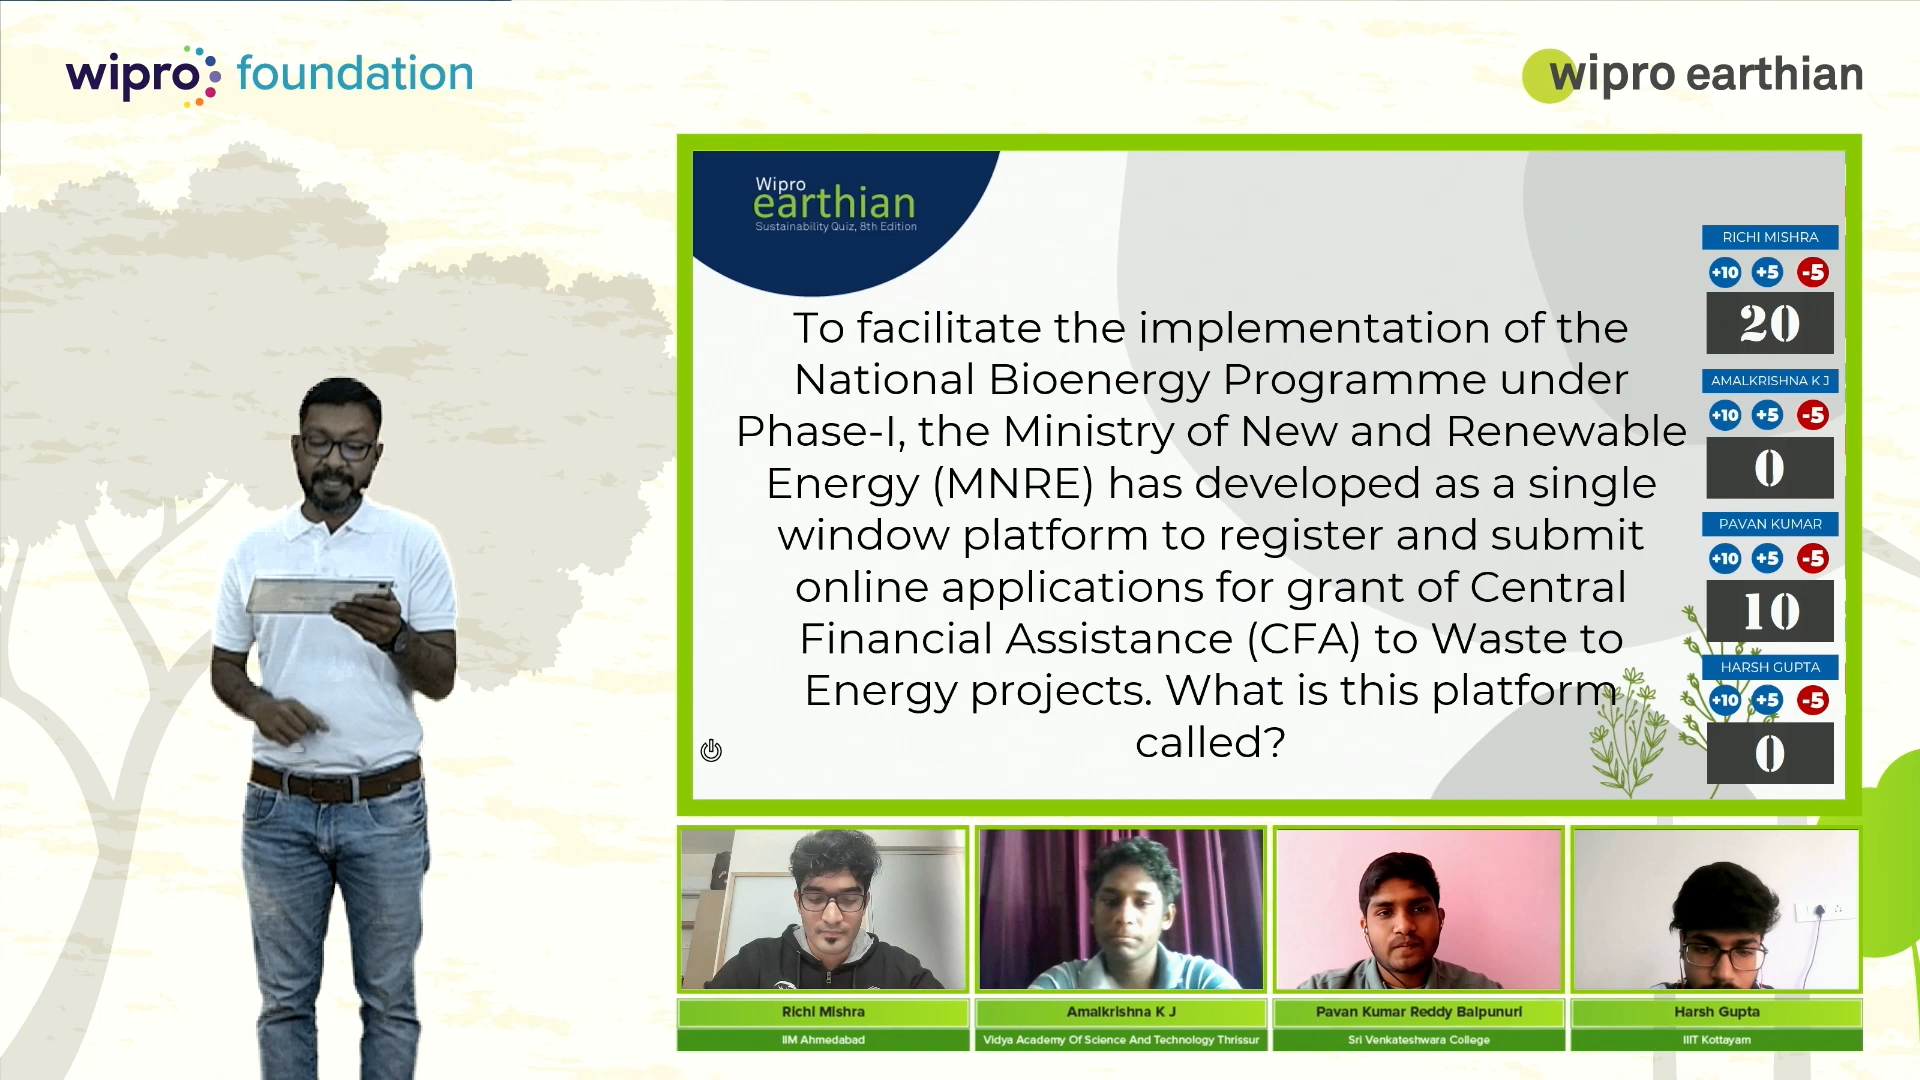 wipro foundation
wipro earthian
Wipro
earthian
Sustainability Quiz, 8th Edition
To facilitate the implementation of the
National Bioenergy Programme under
Phase-I, the Ministry of New and Renewable
Energy (MNRE) has developed as a single
window platform to register and submit
online applications for grant of Central
Financial Assistance (CFA) to Waste to
Energy projects. What is this platform
called?
RICHI MISHRA
+10 +5 -5
20
AMALKRISHNA K J
+10 +5 -5
0
PAVAN KUMAR
+10 +5 -5
10
HARSH GUPTA
+10 +5 -5
0
Richi Mishra
IIM Ahmedabad
Amalkrishna K J
Vidya Academy Of Science And Technology Thrissur
Pavan Kumar Reddy Balpunuri
Sri Venkateshwara College
Harsh Gupta
IIIT Kottayam